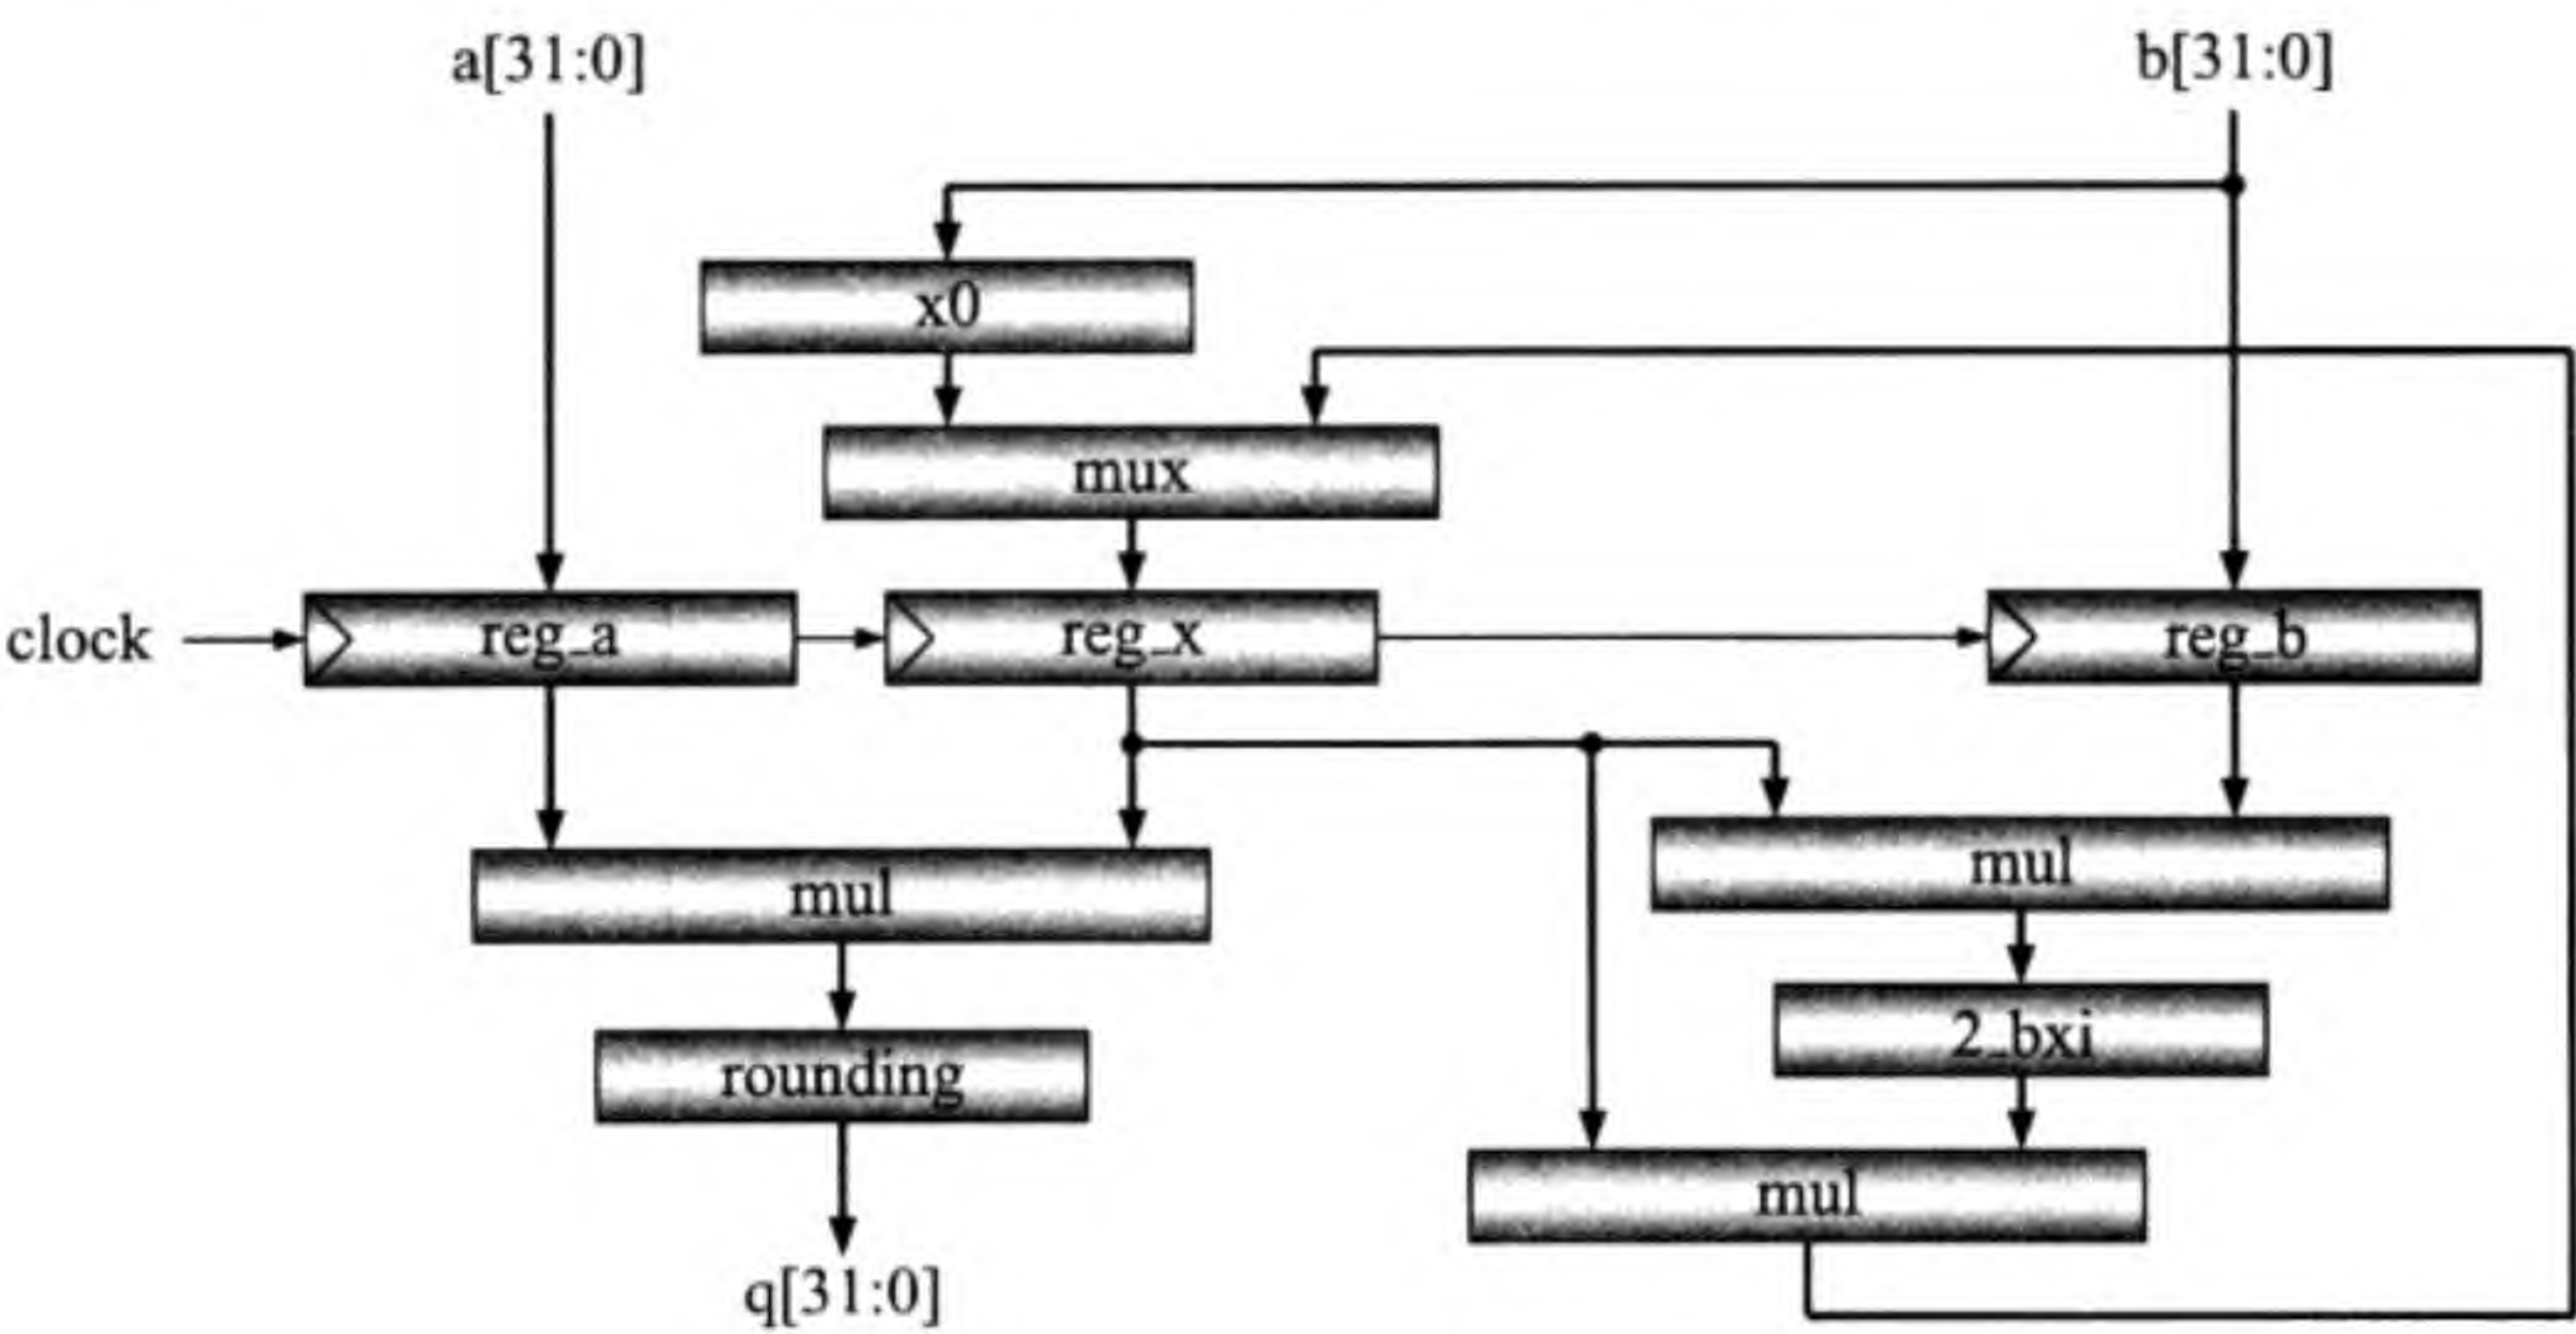 a[31:0]
b[31:0]
x0
mux
clock
reg_a
reg_x
reg_b
mul
mul
2_bxi
rounding
mul
q[31:0]